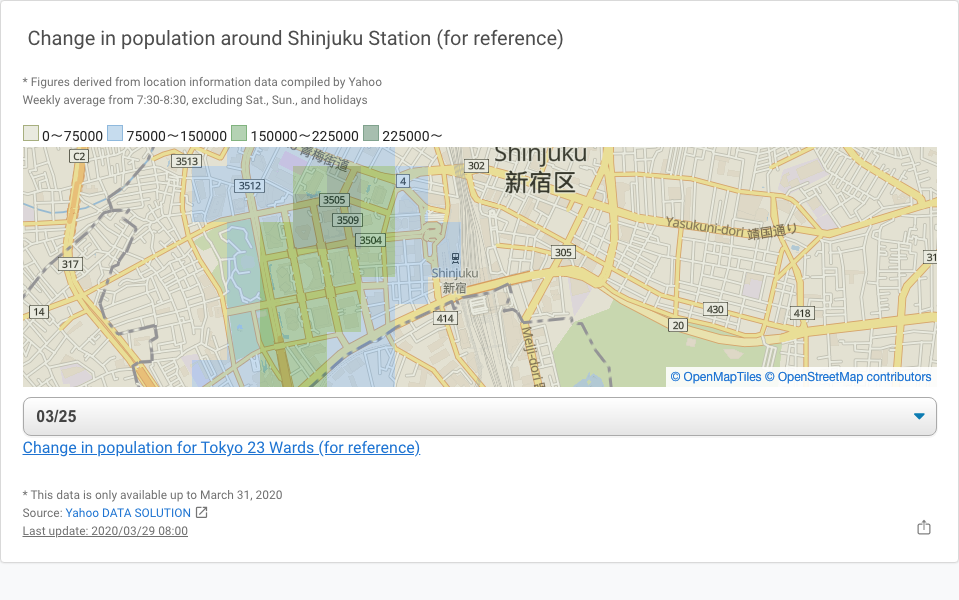 Change in population around Shinjuku Station (for reference)
* Figures derived from location information data compiled by Yahoo
Weekly average from 7:30-8:30, excluding Sat., Sun., and holidays
0～75000 75000～150000 150000～225000 225000～
C2
3513
青梅街道
302
Shinjuku
新宿区
3512
4
3505
3509
3504
Yasukuni-dori 靖国通り
305
31
317
Shinjuku
新宿
14
414
430
418
20
Meiji-dori
© OpenMapTiles © OpenStreetMap contributors
03/25
Change in population for Tokyo 23 Wards (for reference)
* This data is only available up to March 31, 2020
Source: Yahoo DATA SOLUTION
Last update: 2020/03/29 08:00